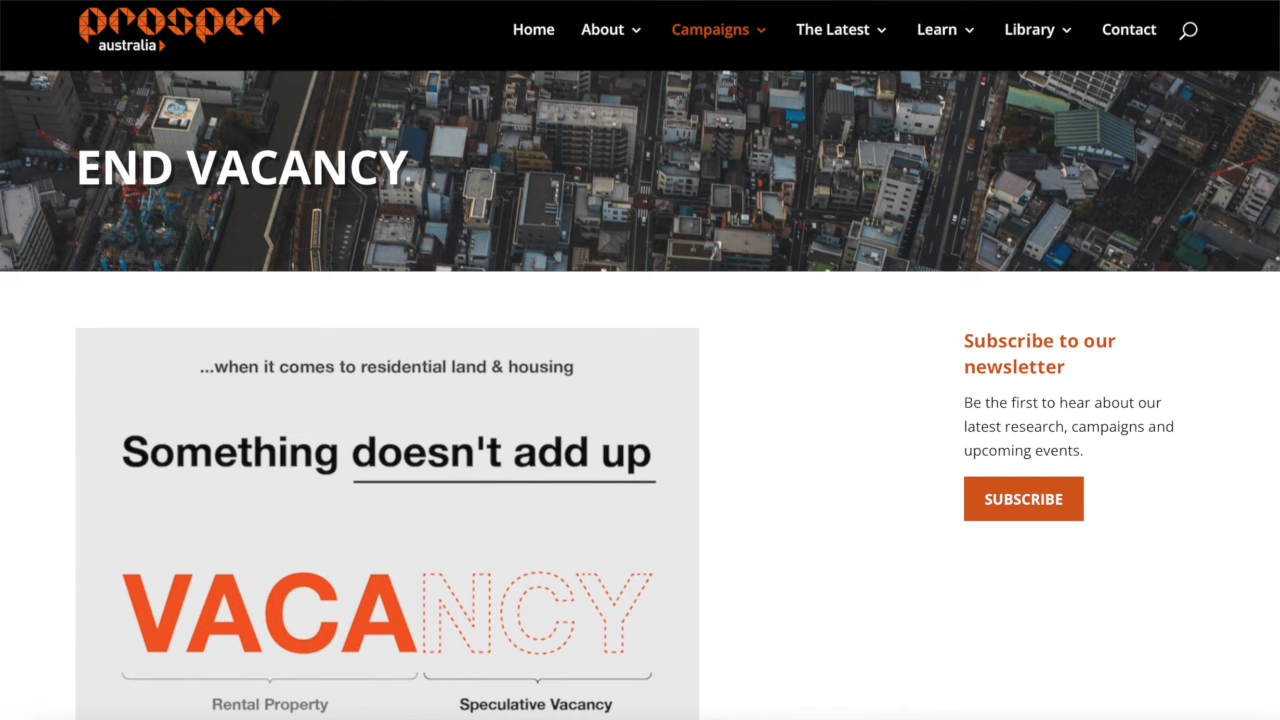 prosper
australia
Home About Campaigns The Latest Learn Library Contact
END VACANCY
...when it comes to residential land & housing
Something doesn't add up
VACANCY
Rental Property Speculative Vacancy
Subscribe to our
newsletter
Be the first to hear about our
latest research, campaigns and
upcoming events.
SUBSCRIBE